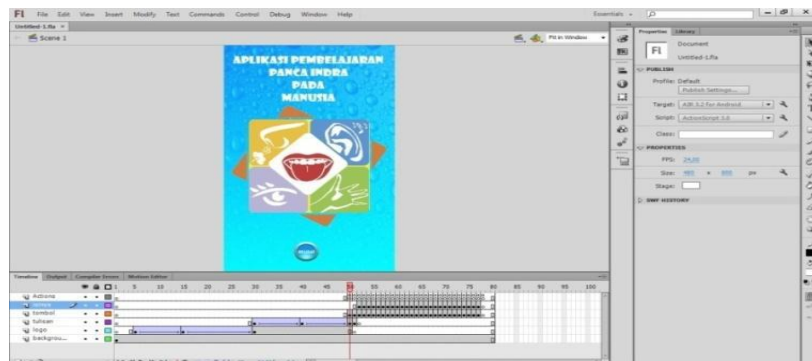 Fl File Edit View Insert Modify Text Commands Control Debug Window Help
Essentials
Untitled-1.fla
Scene 1
Fit in Window
APLIKASI PEMBELAJARAN
PANCA INDRA
PADA
MANUSIA
Properties Library
Fl
Document
Untitled-1.fla
PUBLISH
Profile: Default
Publish Settings...
Target: AIR 3.2 for Android
Script: ActionScript 3.0
Class:
PROPERTIES
FPS: 24,00
Size: 480 x 800 px
Stage:
SWF HISTORY
Timeline Output Compiler Errors Motion Editor
1 5 10 15 20 25 30 35 40 45 50 55 60 65 70 75 80 85 90 95 100
Actions
tombol
tulisan
logo
backgrou...